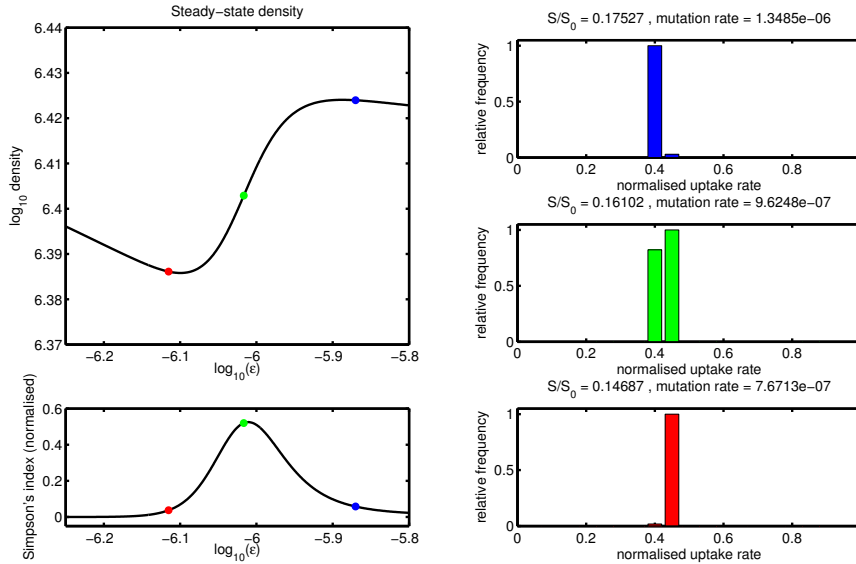 Steady−state density
6.44
6.43
6.42
6.41
6.4
6.39
6.38
6.37
log10 density
−6.2 −6.1 −6 −5.9 −5.8
log10(ε)
0.6
0.4
0.2
0
Simpson's index (normalised)
−6.2 −6.1 −6 −5.9 −5.8
log10(ε)
S/S0 = 0.17527 , mutation rate = 1.3485e−06
1
0.5
0
relative frequency
0 0.2 0.4 0.6 0.8
normalised uptake rate
S/S0 = 0.16102 , mutation rate = 9.6248e−07
1
0.5
0
relative frequency
0 0.2 0.4 0.6 0.8
normalised uptake rate
S/S0 = 0.14687 , mutation rate = 7.6713e−07
1
0.5
0
relative frequency
0 0.2 0.4 0.6 0.8
normalised uptake rate